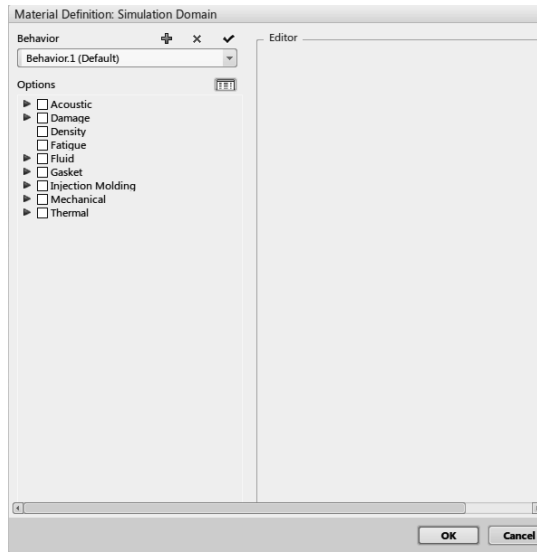 Material Definition: Simulation Domain
Behavior
Editor
Behavior.1 (Default)
Options
Acoustic
Damage
Density
Fatigue
Fluid
Gasket
Injection Molding
Mechanical
Thermal
OK
Cancel